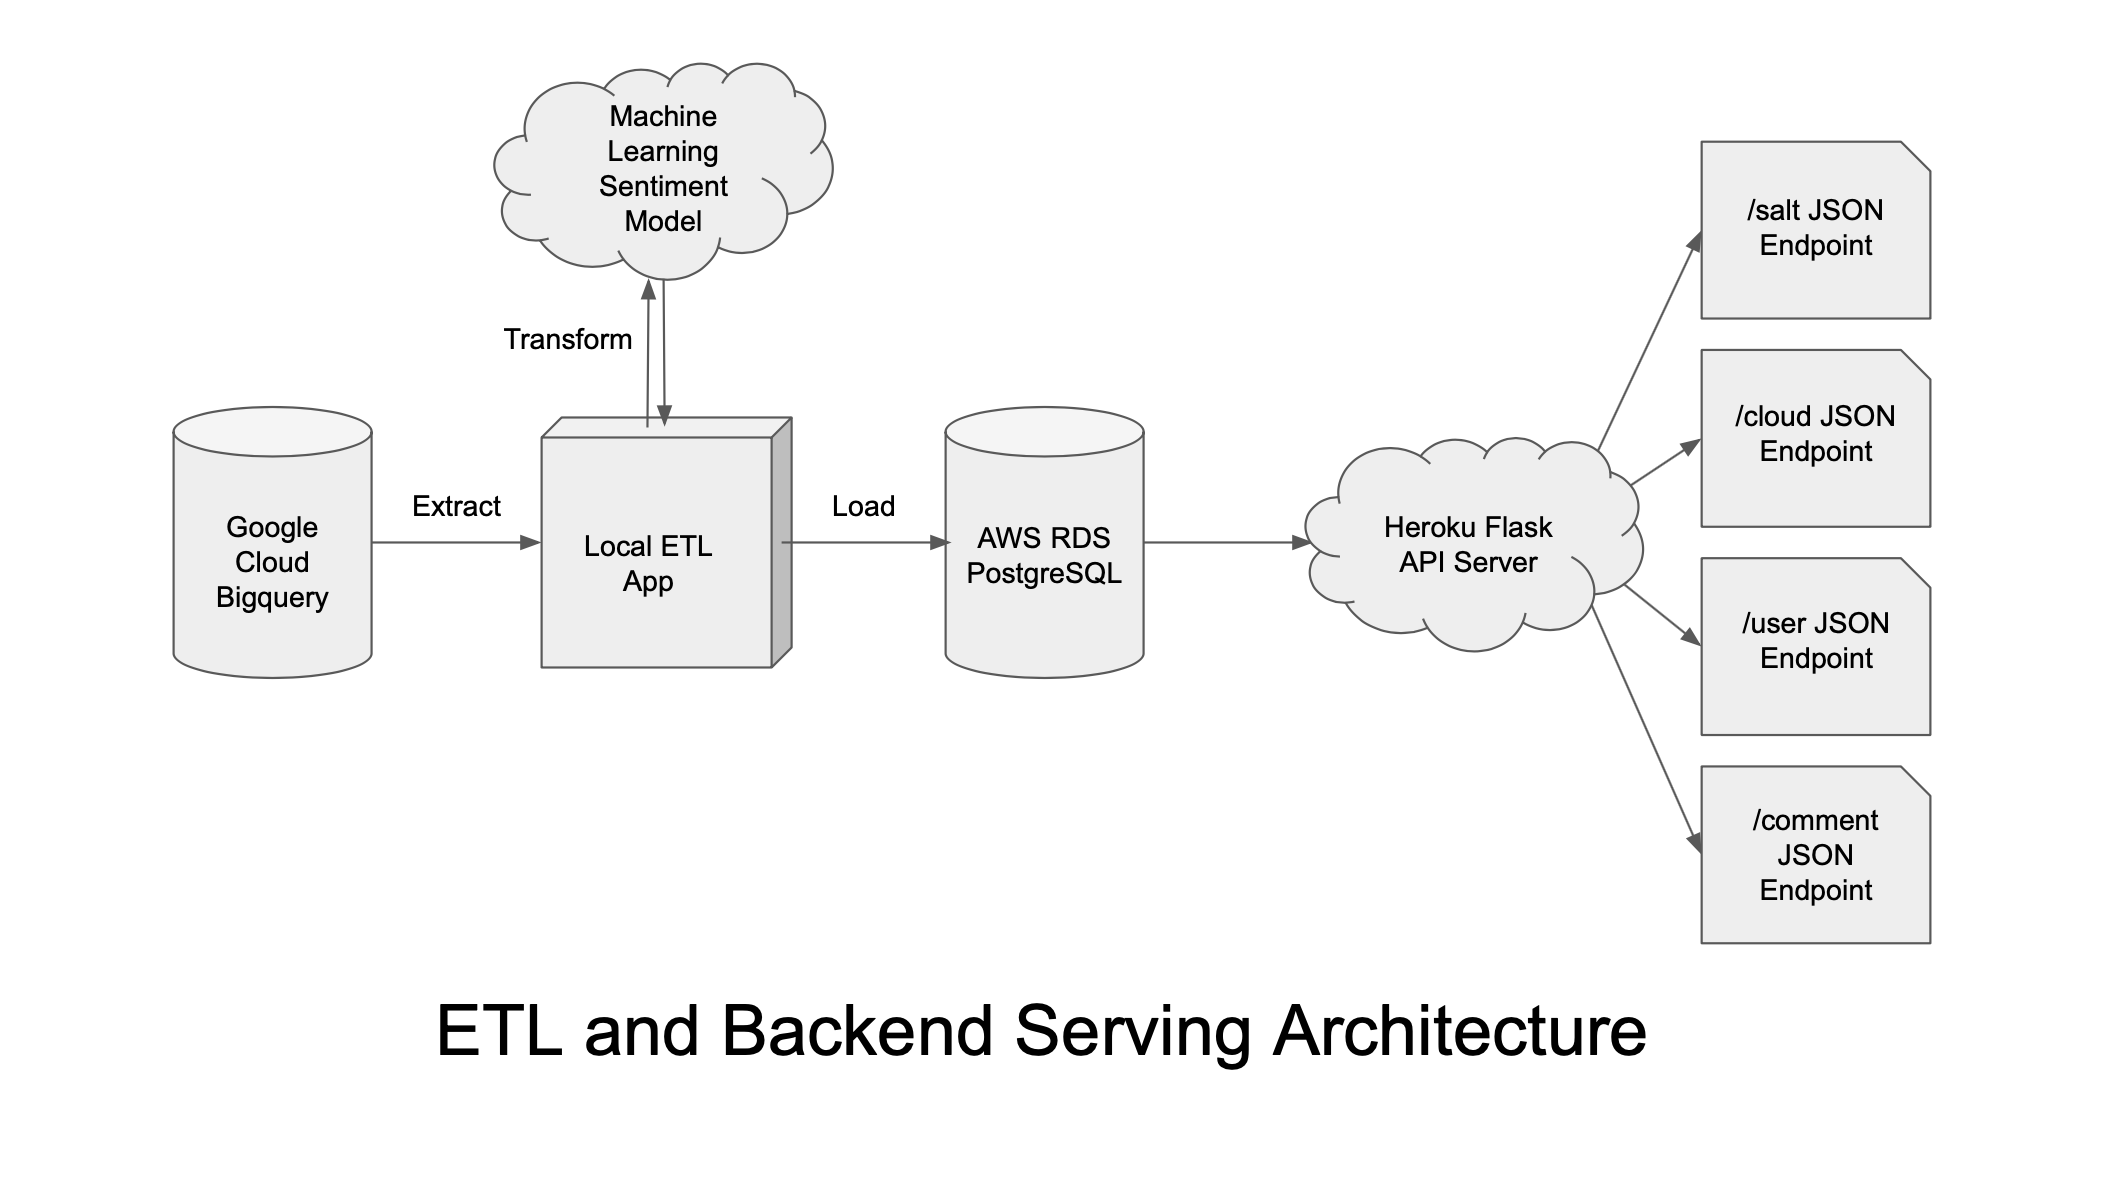 Machine
Learning
Sentiment
Model
Transform
Google
Cloud
Bigquery
Extract
Local ETL
App
Load
AWS RDS
PostgreSQL
Heroku Flask
API Server
/salt JSON
Endpoint
/cloud JSON
Endpoint
/user JSON
Endpoint
/comment
JSON
Endpoint
ETL and Backend Serving Architecture